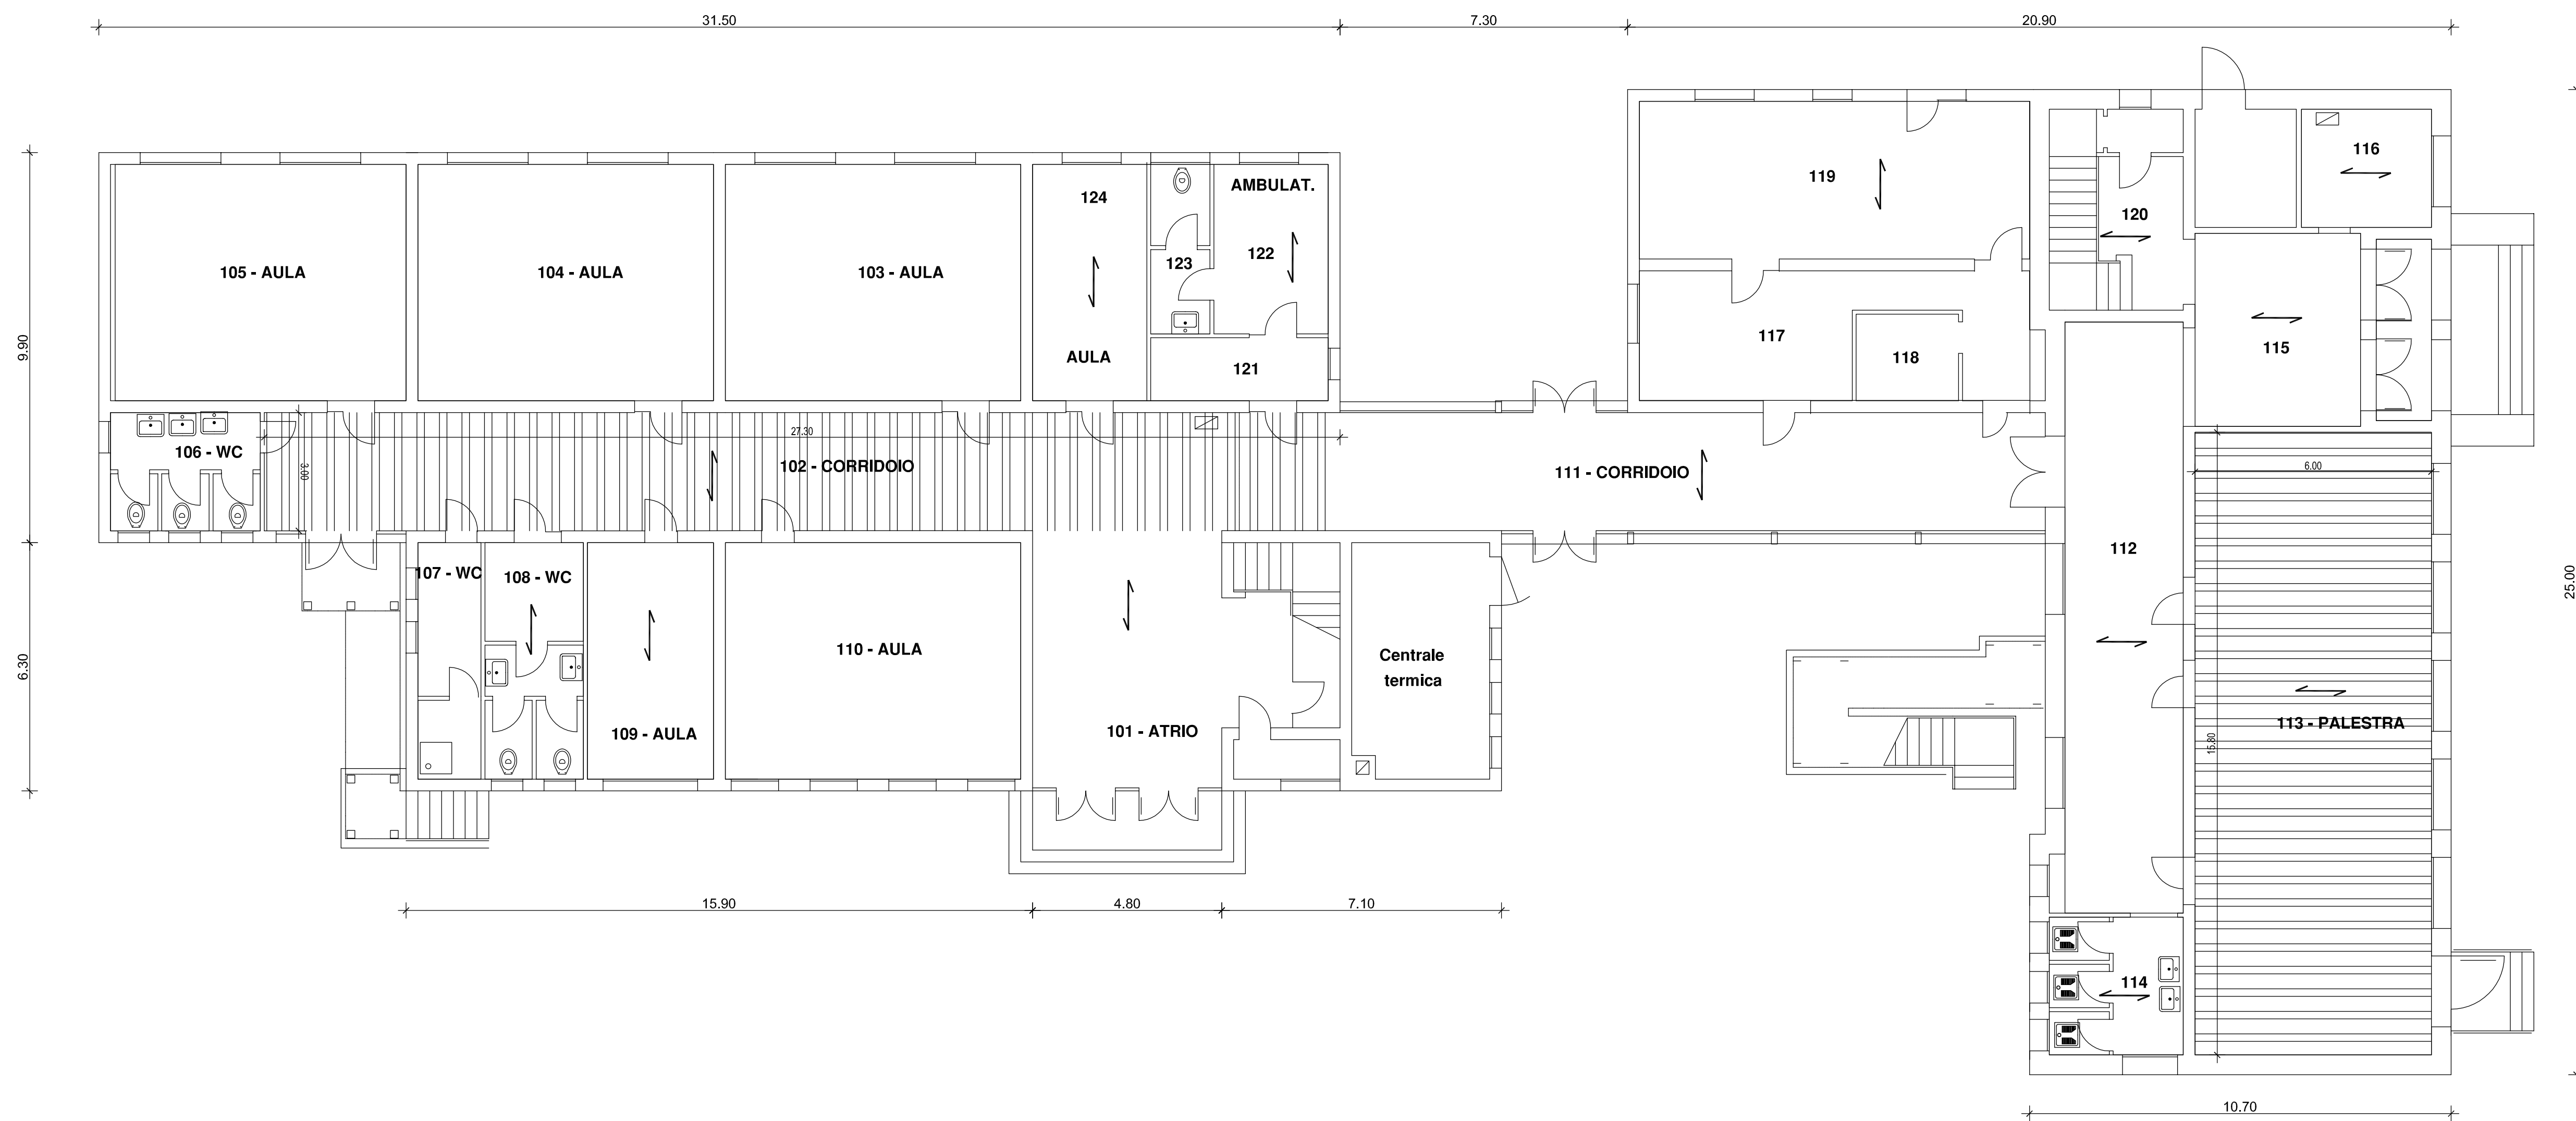 31.50
7.30
20.90
116
119
124
AMBULAT.
120
122
123
105 - AULA
104 - AULA
103 - AULA
117
115
9.90
AULA
118
121
27.30
106 - WC
102 - CORRIDOIO
3.00
111 - CORRIDOIO
6.00
112
107 - WC
108 - WC
25.00
110 - AULA
Centrale
termica
6.30
109 - AULA
101 - ATRIO
113 - PALESTRA
15.80
15.90
4.80
7.10
114
10.70